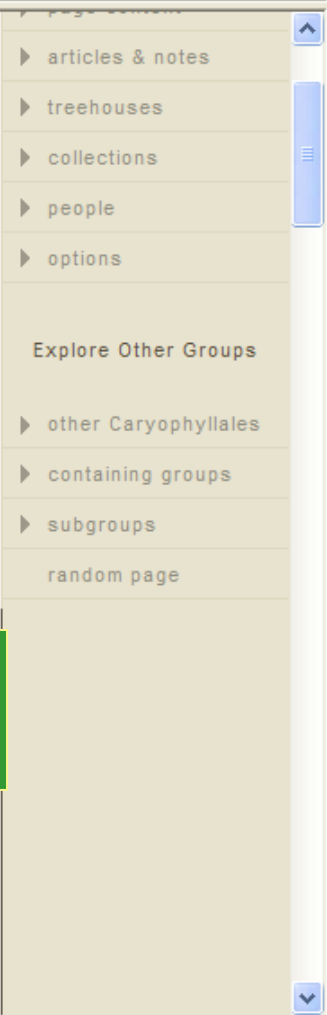 articles & notes
treehouses
collections
people
options
Explore Other Groups
other Caryophyllales
containing groups
subgroups
random page